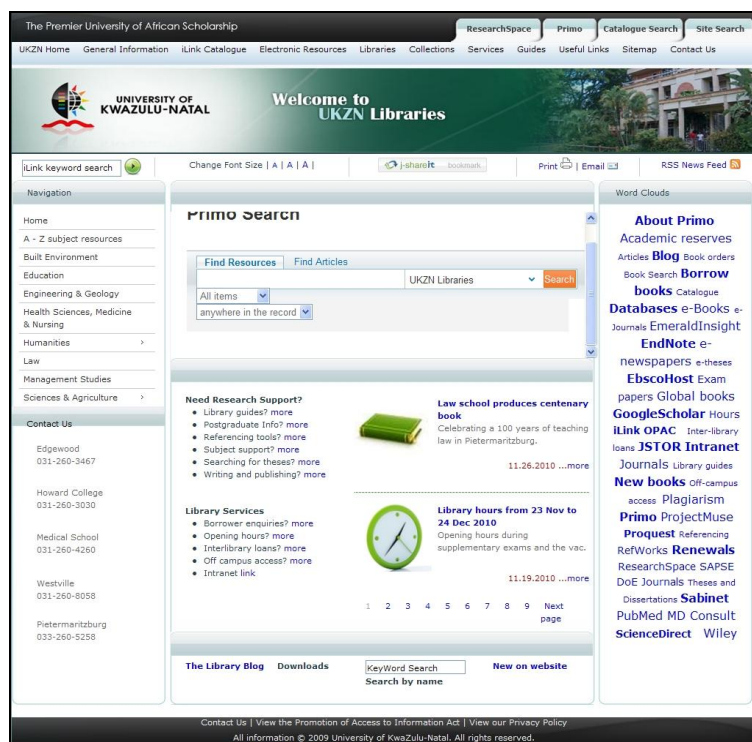 The Premier University of African Scholarship
ResearchSpace Primo Catalogue Search Site Search
UKZN Home General Information iLink Catalogue Electronic Resources Libraries Collections Services Guides Useful Links Sitemap Contact Us
UNIVERSITY OF
KWAZULU-NATAL
Welcome to
UKZN Libraries
iLink keyword search
Change Font Size | A | A | A |
j-shareit bookmark
Print | Email
RSS News Feed
Navigation
Home
A - Z subject resources
Built Environment
Education
Engineering & Geology
Health Sciences, Medicine
& Nursing
Humanities >
Law
Management Studies
Sciences & Agriculture >
Contact Us
Edgewood
031-260-3467
Howard College
031-260-3030
Medical School
031-260-4260
Westville
031-260-8058
Pietermaritzburg
033-260-5258
Primo Search
Find Resources Find Articles
UKZN Libraries
Search
All items
anywhere in the record
Need Research Support?
• Library guides? more
• Postgraduate Info? more
• Referencing tools? more
• Subject support? more
• Searching for theses? more
• Writing and publishing? more
Library Services
• Borrower enquiries? more
• Opening hours? more
• Interlibrary loans? more
• Off campus access? more
• Intranet link
Law school produces centenary
book
Celebrating a 100 years of teaching
law in Pietermaritzburg.
11.26.2010 ...more
Library hours from 23 Nov to
24 Dec 2010
Opening hours during
supplementary exams and the vac.
11.19.2010 ...more
1 2 3 4 5 6 7 8 9 Next
page
The Library Blog Downloads
KeyWord Search
Search by name
New on website
Word Clouds
About Primo
Academic reserves
Articles Blog Book orders
Book Search Borrow
books Catalogue
Databases e-Books e-
Journals EmeraldInsight
EndNote e-
newspapers e-theses
EbscoHost Exam
papers Global books
GoogleScholar Hours
iLink OPAC Inter-library
loans JSTOR Intranet
Journals Library guides
New books Off-campus
access Plagiarism
Primo ProjectMuse
Proquest Referencing
RefWorks Renewals
ResearchSpace SAPSE
DoE Journals Theses and
Dissertations Sabinet
PubMed MD Consult
ScienceDirect Wiley
Contact Us | View the Promotion of Access to Information Act | View our Privacy Policy
All information © 2009 University of KwaZulu-Natal. All rights reserved.